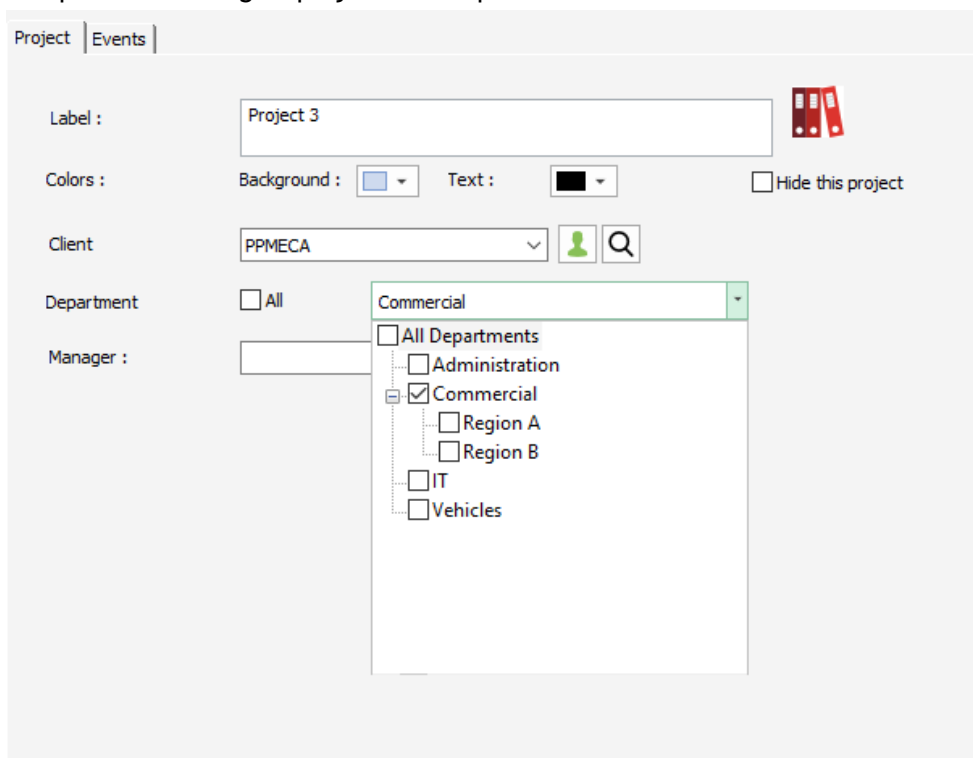 Project Events
Label : Project 3
Colors : Background : Text : Hide this project
Client PPMECA
Department All Commercial
All Departments
Manager : Administration
Commercial
Region A
Region B
IT
Vehicles